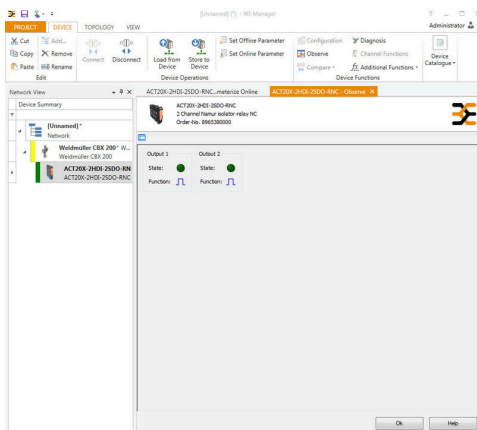 [Unnamed] (*) - WI-Manager
PROJECT DEVICE TOPOLOGY VIEW
Administrator
Cut
Copy
Paste
Add...
Remove
Rename
Edit
Connect
Disconnect
Load from
Device
Store to
Device
Device Operations
Set Offline Parameter
Set Online Parameter
Configuration
Observe
Compare
Diagnosis
Channel Functions
Additional Functions
Device Functions
Device
Catalogue
Network View
Device Summary
[Unnamed]*
Network
Weidmüller CBX 200* W...
Weidmüller CBX 200
ACT20X-2HDI-2SDO-RN
ACT20X-2HDI-2SDO-RNC
ACT20X-2HDI-2SDO-RNC...meterize Online
ACT20X-2HDI-2SDO-RNC - Observe
ACT20X-2HDI-2SDO-RNC
2 Channel Namur isolator-relay NC
Order-No. 8965380000
Output 1
State:
Function:
Output 2
State:
Function:
Ok
Help